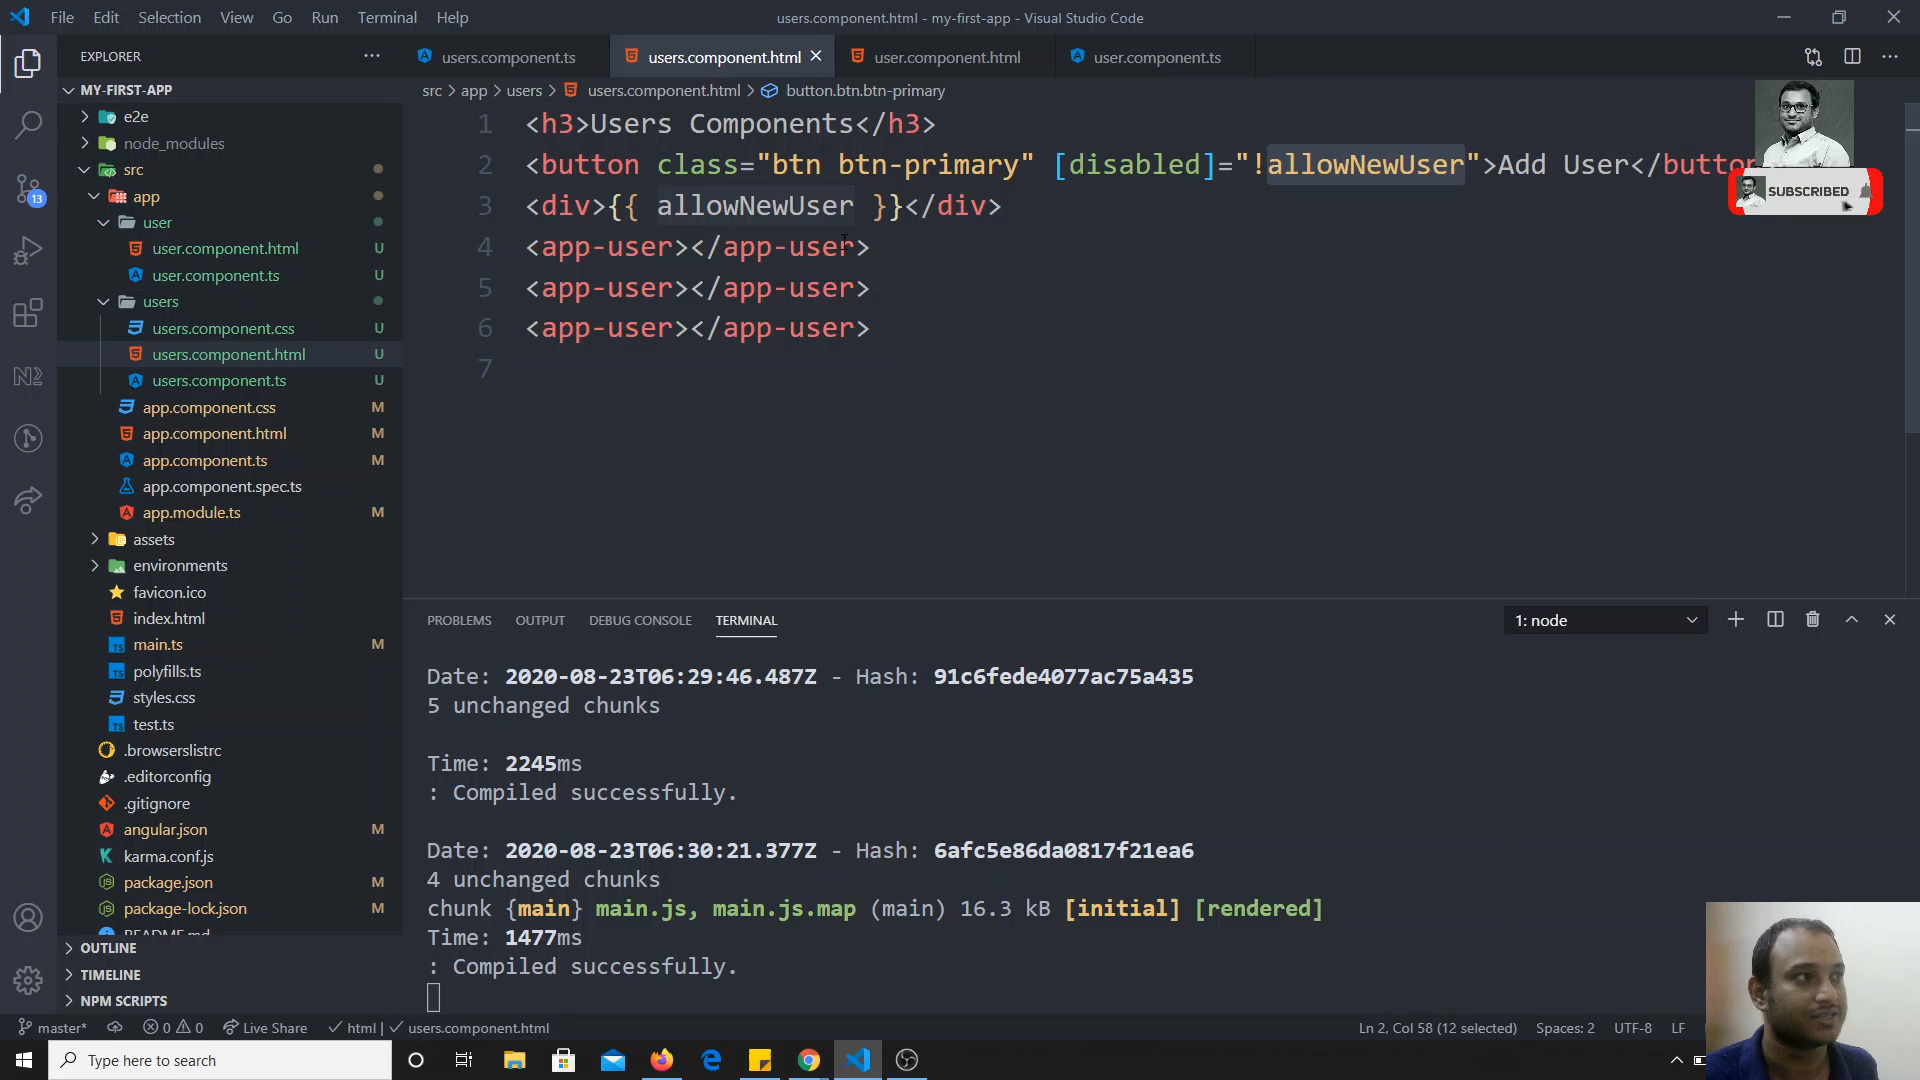 File Edit Selection View Go Run Terminal Help
users.component.html - my-first-app - Visual Studio Code
EXPLORER
users.component.ts
users.component.html
user.component.html
user.component.ts
MY-FIRST-APP
src > app > users > users.component.html > button.btn.btn-primary
e2e
node_modules
src
app
user
user.component.html U
user.component.ts U
users
users.component.css U
users.component.html U
users.component.ts U
app.component.css M
app.component.html M
app.component.ts M
app.component.spec.ts
app.module.ts M
assets
environments
favicon.ico
index.html
main.ts M
polyfills.ts
styles.css
test.ts
.browserslistrc
.editorconfig
.gitignore
angular.json M
karma.conf.js
package.json M
package-lock.json M
README.md
OUTLINE
TIMELINE
NPM SCRIPTS
13
1 <h3>Users Components</h3>
2 <button class="btn btn-primary" [disabled]="!allowNewUser">Add User</button
3 <div>{{ allowNewUser }}</div>
4 <app-user></app-user>
5 <app-user></app-user>
6 <app-user></app-user>
7
SUBSCRIBED
PROBLEMS OUTPUT DEBUG CONSOLE TERMINAL
1: node
Date: 2020-08-23T06:29:46.487Z - Hash: 91c6fede4077ac75a435
5 unchanged chunks
Time: 2245ms
: Compiled successfully.
Date: 2020-08-23T06:30:21.377Z - Hash: 6afc5e86da0817f21ea6
4 unchanged chunks
chunk {main} main.js, main.js.map (main) 16.3 kB [initial] [rendered]
Time: 1477ms
: Compiled successfully.
master* 0 0 Live Share html | users.component.html
Ln 2, Col 58 (12 selected) Spaces: 2 UTF-8 LF
Type here to search